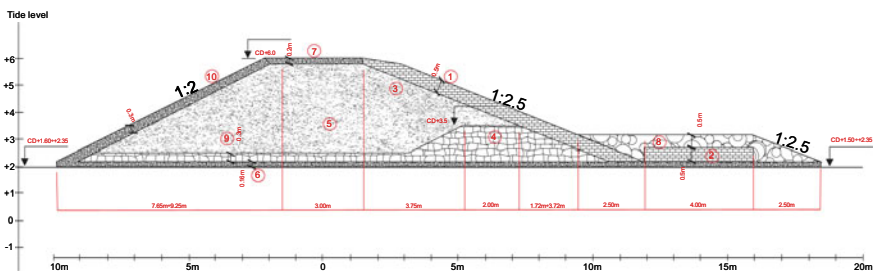 Tide level
+6
+5
+4
+3
+2
+1
0
-1
CD+6.0
0.2m
7
10
1:2
0.5m
1
3
1:2.5
0.3m
CD+3.5
5
9
4
0.5m
8
2
1:2.5
CD+1.60~+2.35
CD+1.50~+2.35
0.16m
6
0.5m
7.65m~9.25m
3.00m
3.75m
2.00m
1.72m~3.72m
2.50m
4.00m
2.50m
10m
5m
0
5m
10m
15m
20m